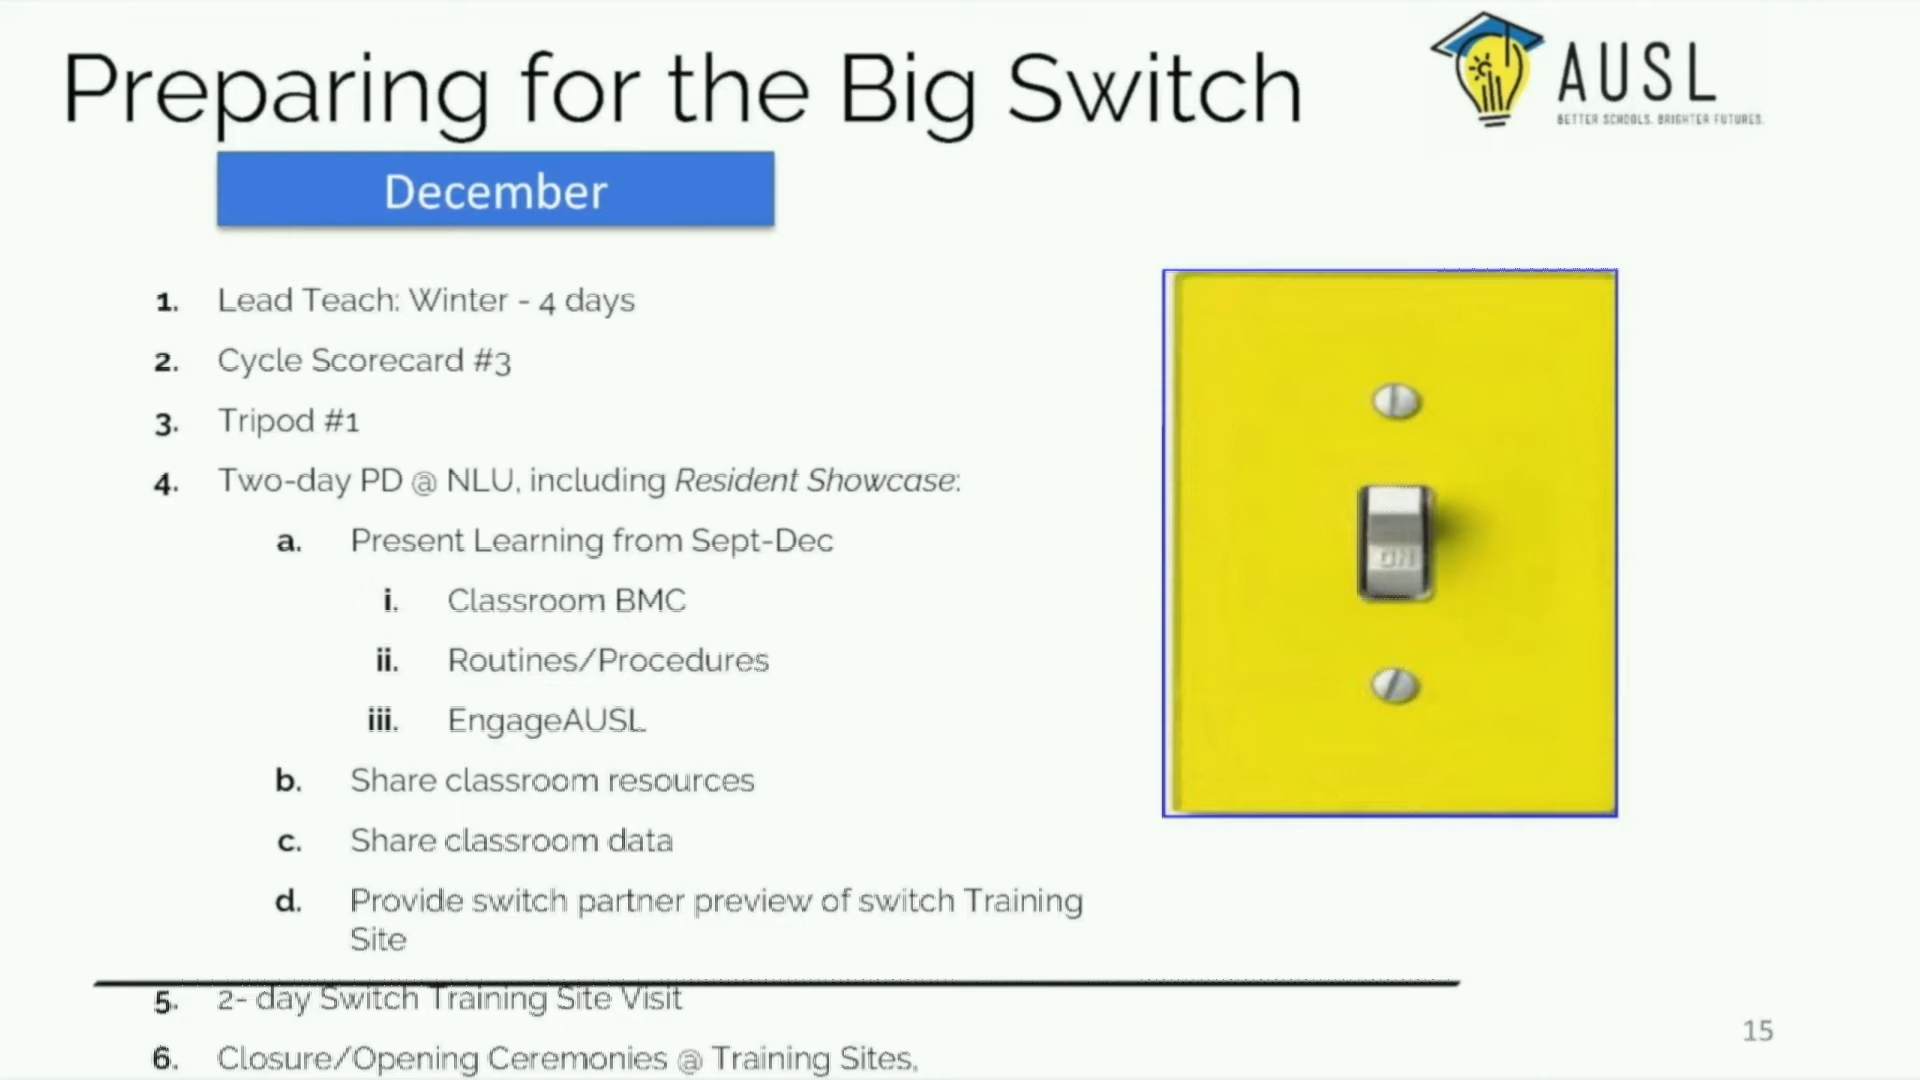 Preparing for the Big Switch
AUSL
BETTER SCHOOLS. BRIGHTER FUTURES.
December
1. Lead Teach: Winter - 4 days
2. Cycle Scorecard #3
3. Tripod #1
4. Two-day PD @ NLU, including Resident Showcase:
a. Present Learning from Sept-Dec
i. Classroom BMC
ii. Routines/Procedures
iii. EngageAUSL
b. Share classroom resources
c. Share classroom data
d. Provide switch partner preview of switch Training
Site
ON
5. 2- day Switch Training Site Visit
6. Closure/Opening Ceremonies @ Training Sites,
15